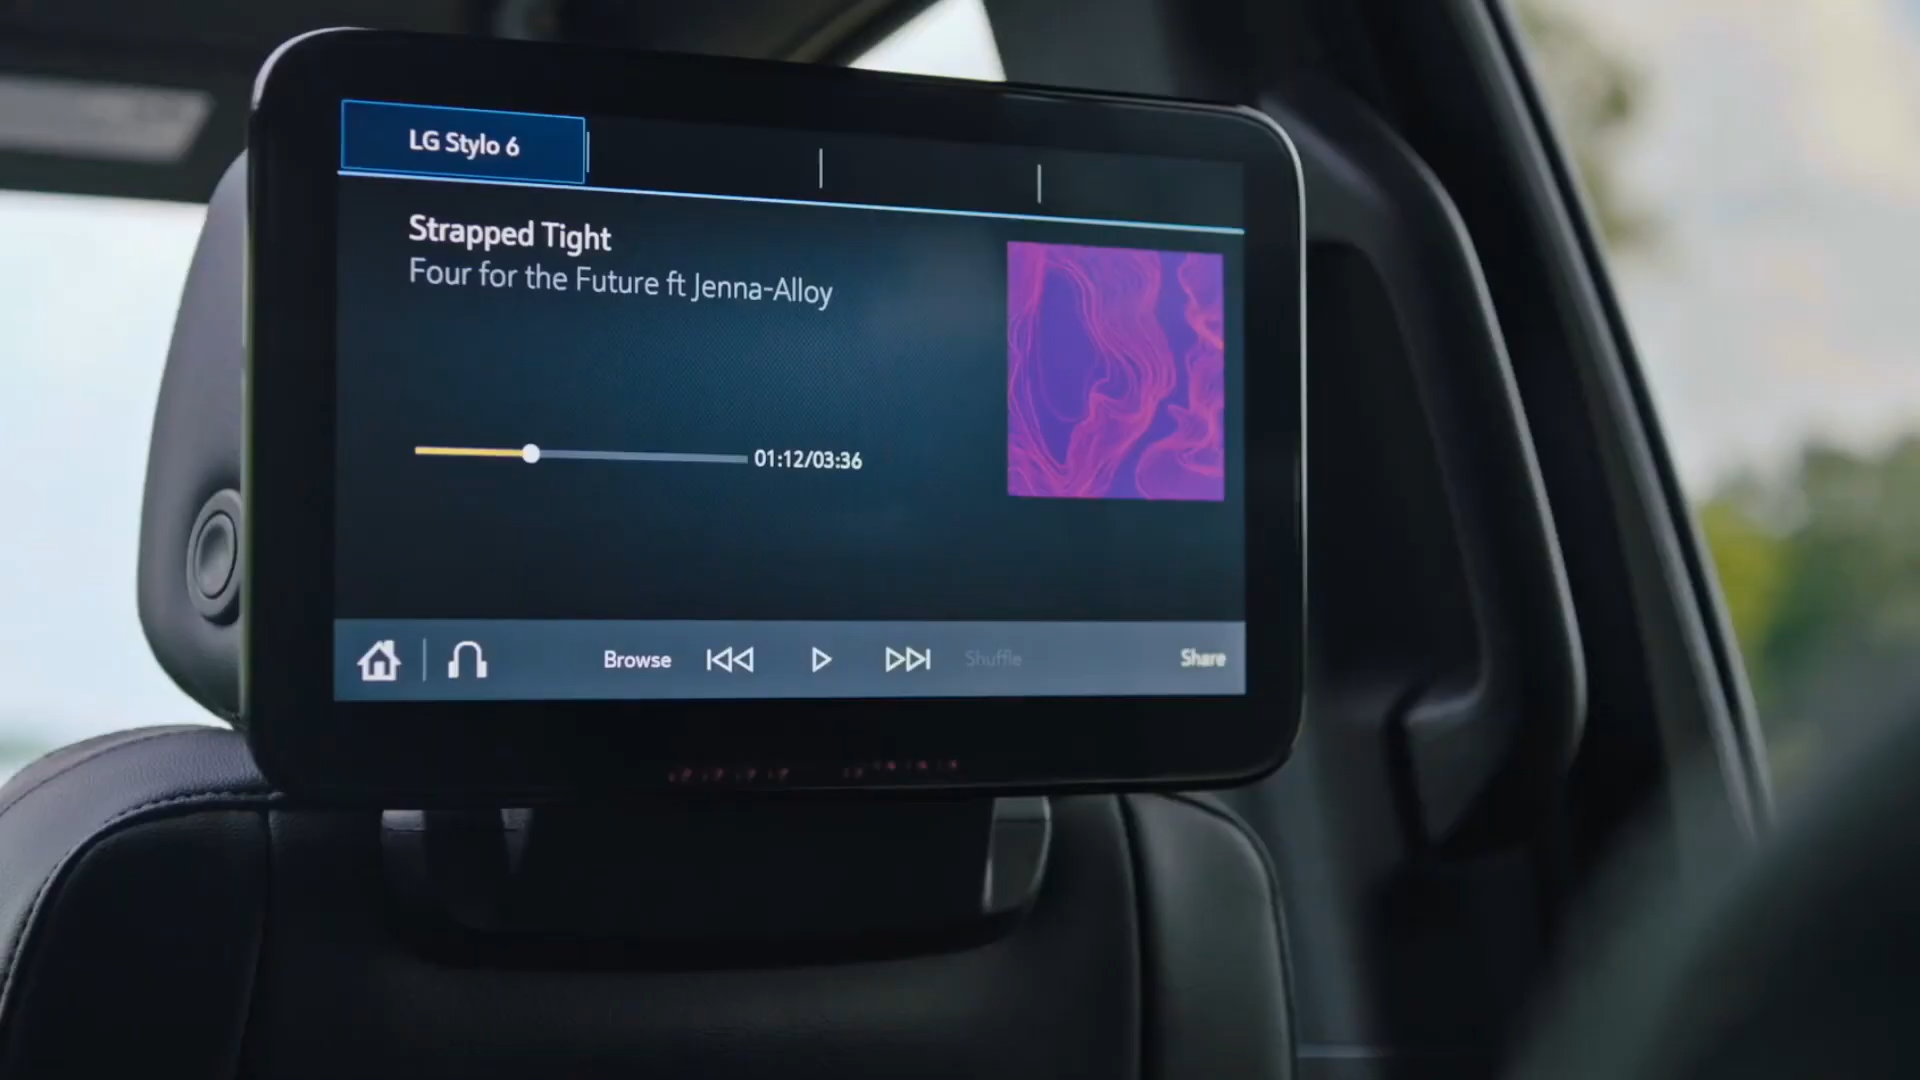 LG Stylo 6
Strapped Tight
Four for the Future ft Jenna-Alloy
01:12/03:36
Browse
Shuffle
Share